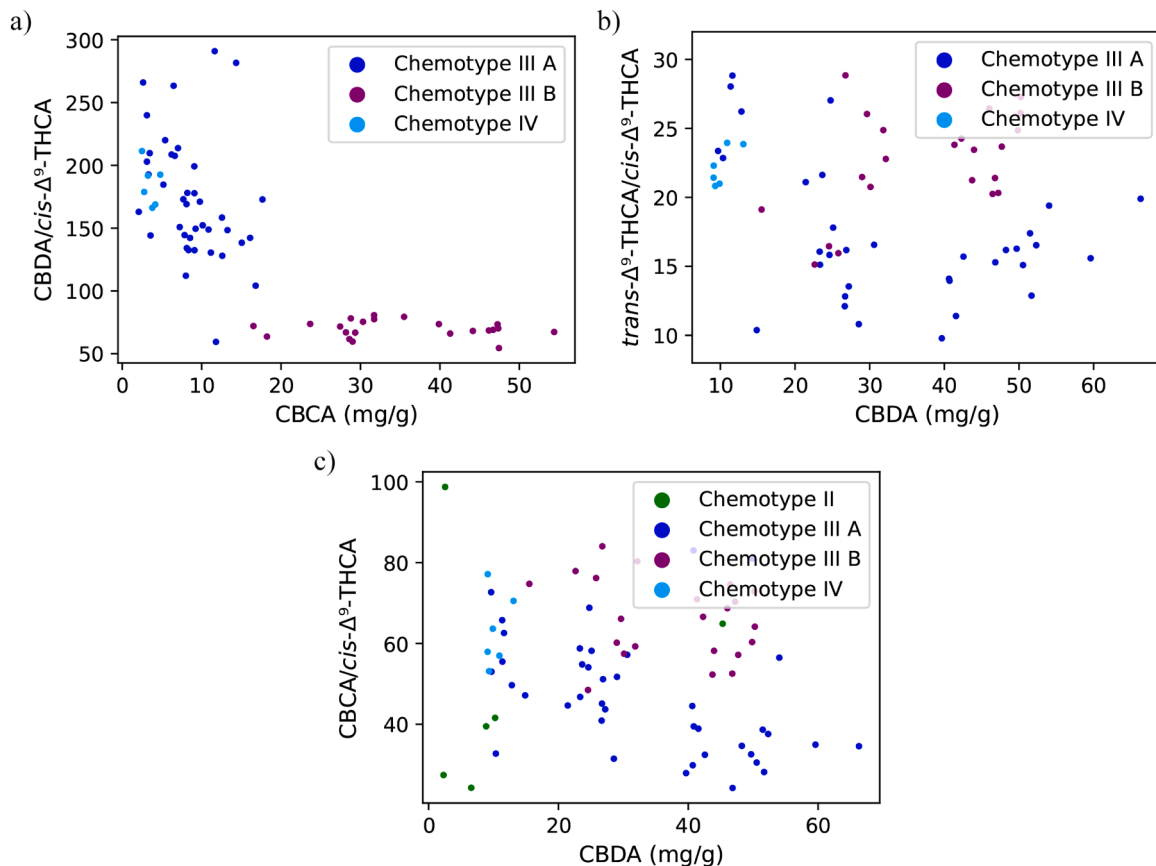 a)
CBDA/cis-Δ⁹-THCA
300
250
200
150
100
50
0 10 20 30 40 50
CBCA (mg/g)
Chemotype III A
Chemotype III B
Chemotype IV
b)
trans-Δ⁹-THCA/cis-Δ⁹-THCA
30
25
20
15
10
10 20 30 40 50 60
CBDA (mg/g)
Chemotype III A
Chemotype III B
Chemotype IV
c)
CBCA/cis-Δ⁹-THCA
100
80
60
40
0 20 40 60
CBDA (mg/g)
Chemotype II
Chemotype III A
Chemotype III B
Chemotype IV